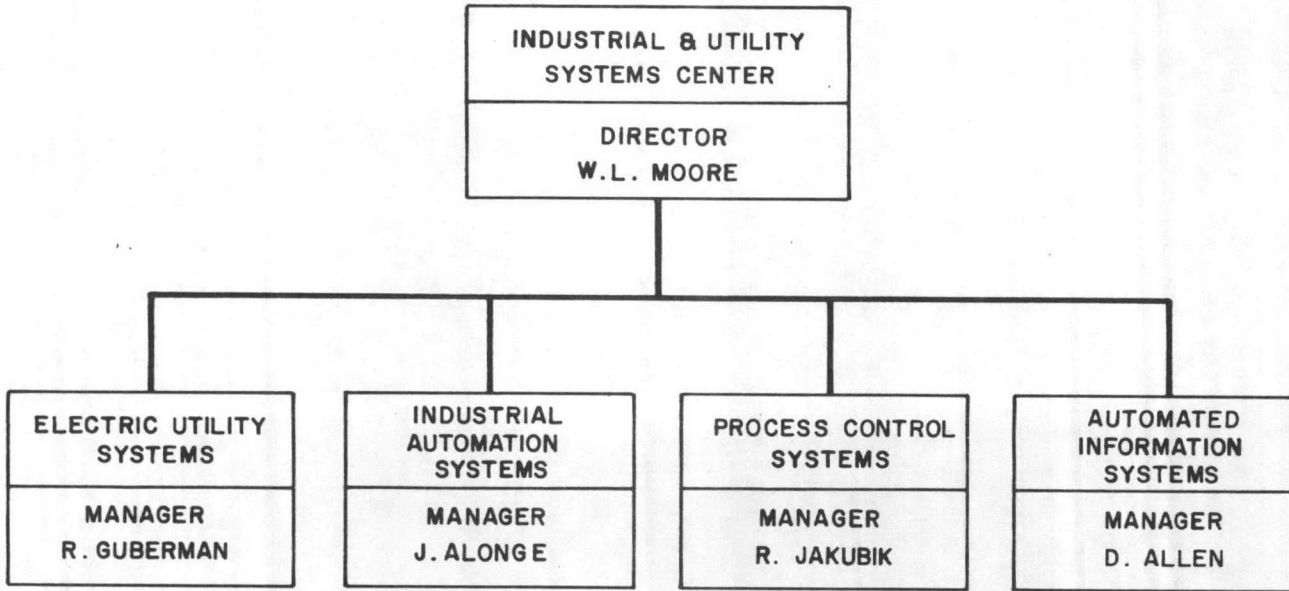 INDUSTRIAL & UTILITY
SYSTEMS CENTER
DIRECTOR
W.L. MOORE
ELECTRIC UTILITY
SYSTEMS
MANAGER
R. GUBERMAN
INDUSTRIAL
AUTOMATION
SYSTEMS
MANAGER
J. ALONGE
PROCESS CONTROL
SYSTEMS
MANAGER
R. JAKUBIK
AUTOMATED
INFORMATION
SYSTEMS
MANAGER
D. ALLEN